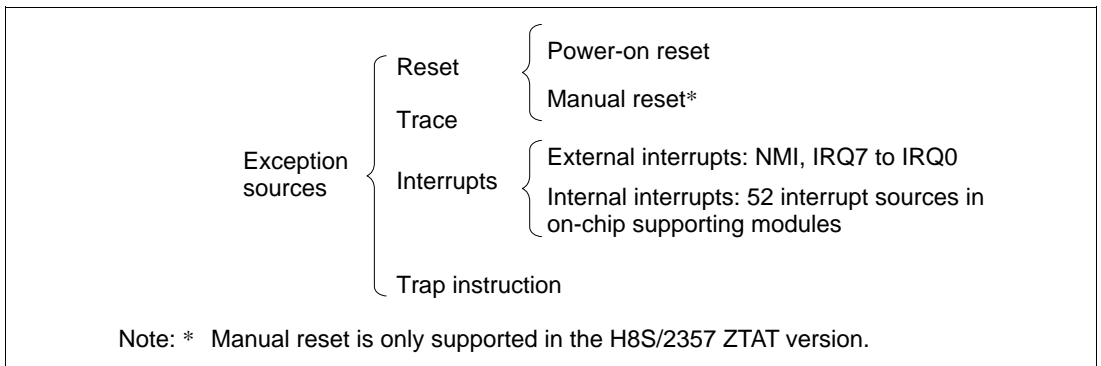 Exception
sources
Reset
Power-on reset
Manual reset*
Trace
Interrupts
External interrupts: NMI, IRQ7 to IRQ0
Internal interrupts: 52 interrupt sources in
on-chip supporting modules
Trap instruction
Note: * Manual reset is only supported in the H8S/2357 ZTAT version.